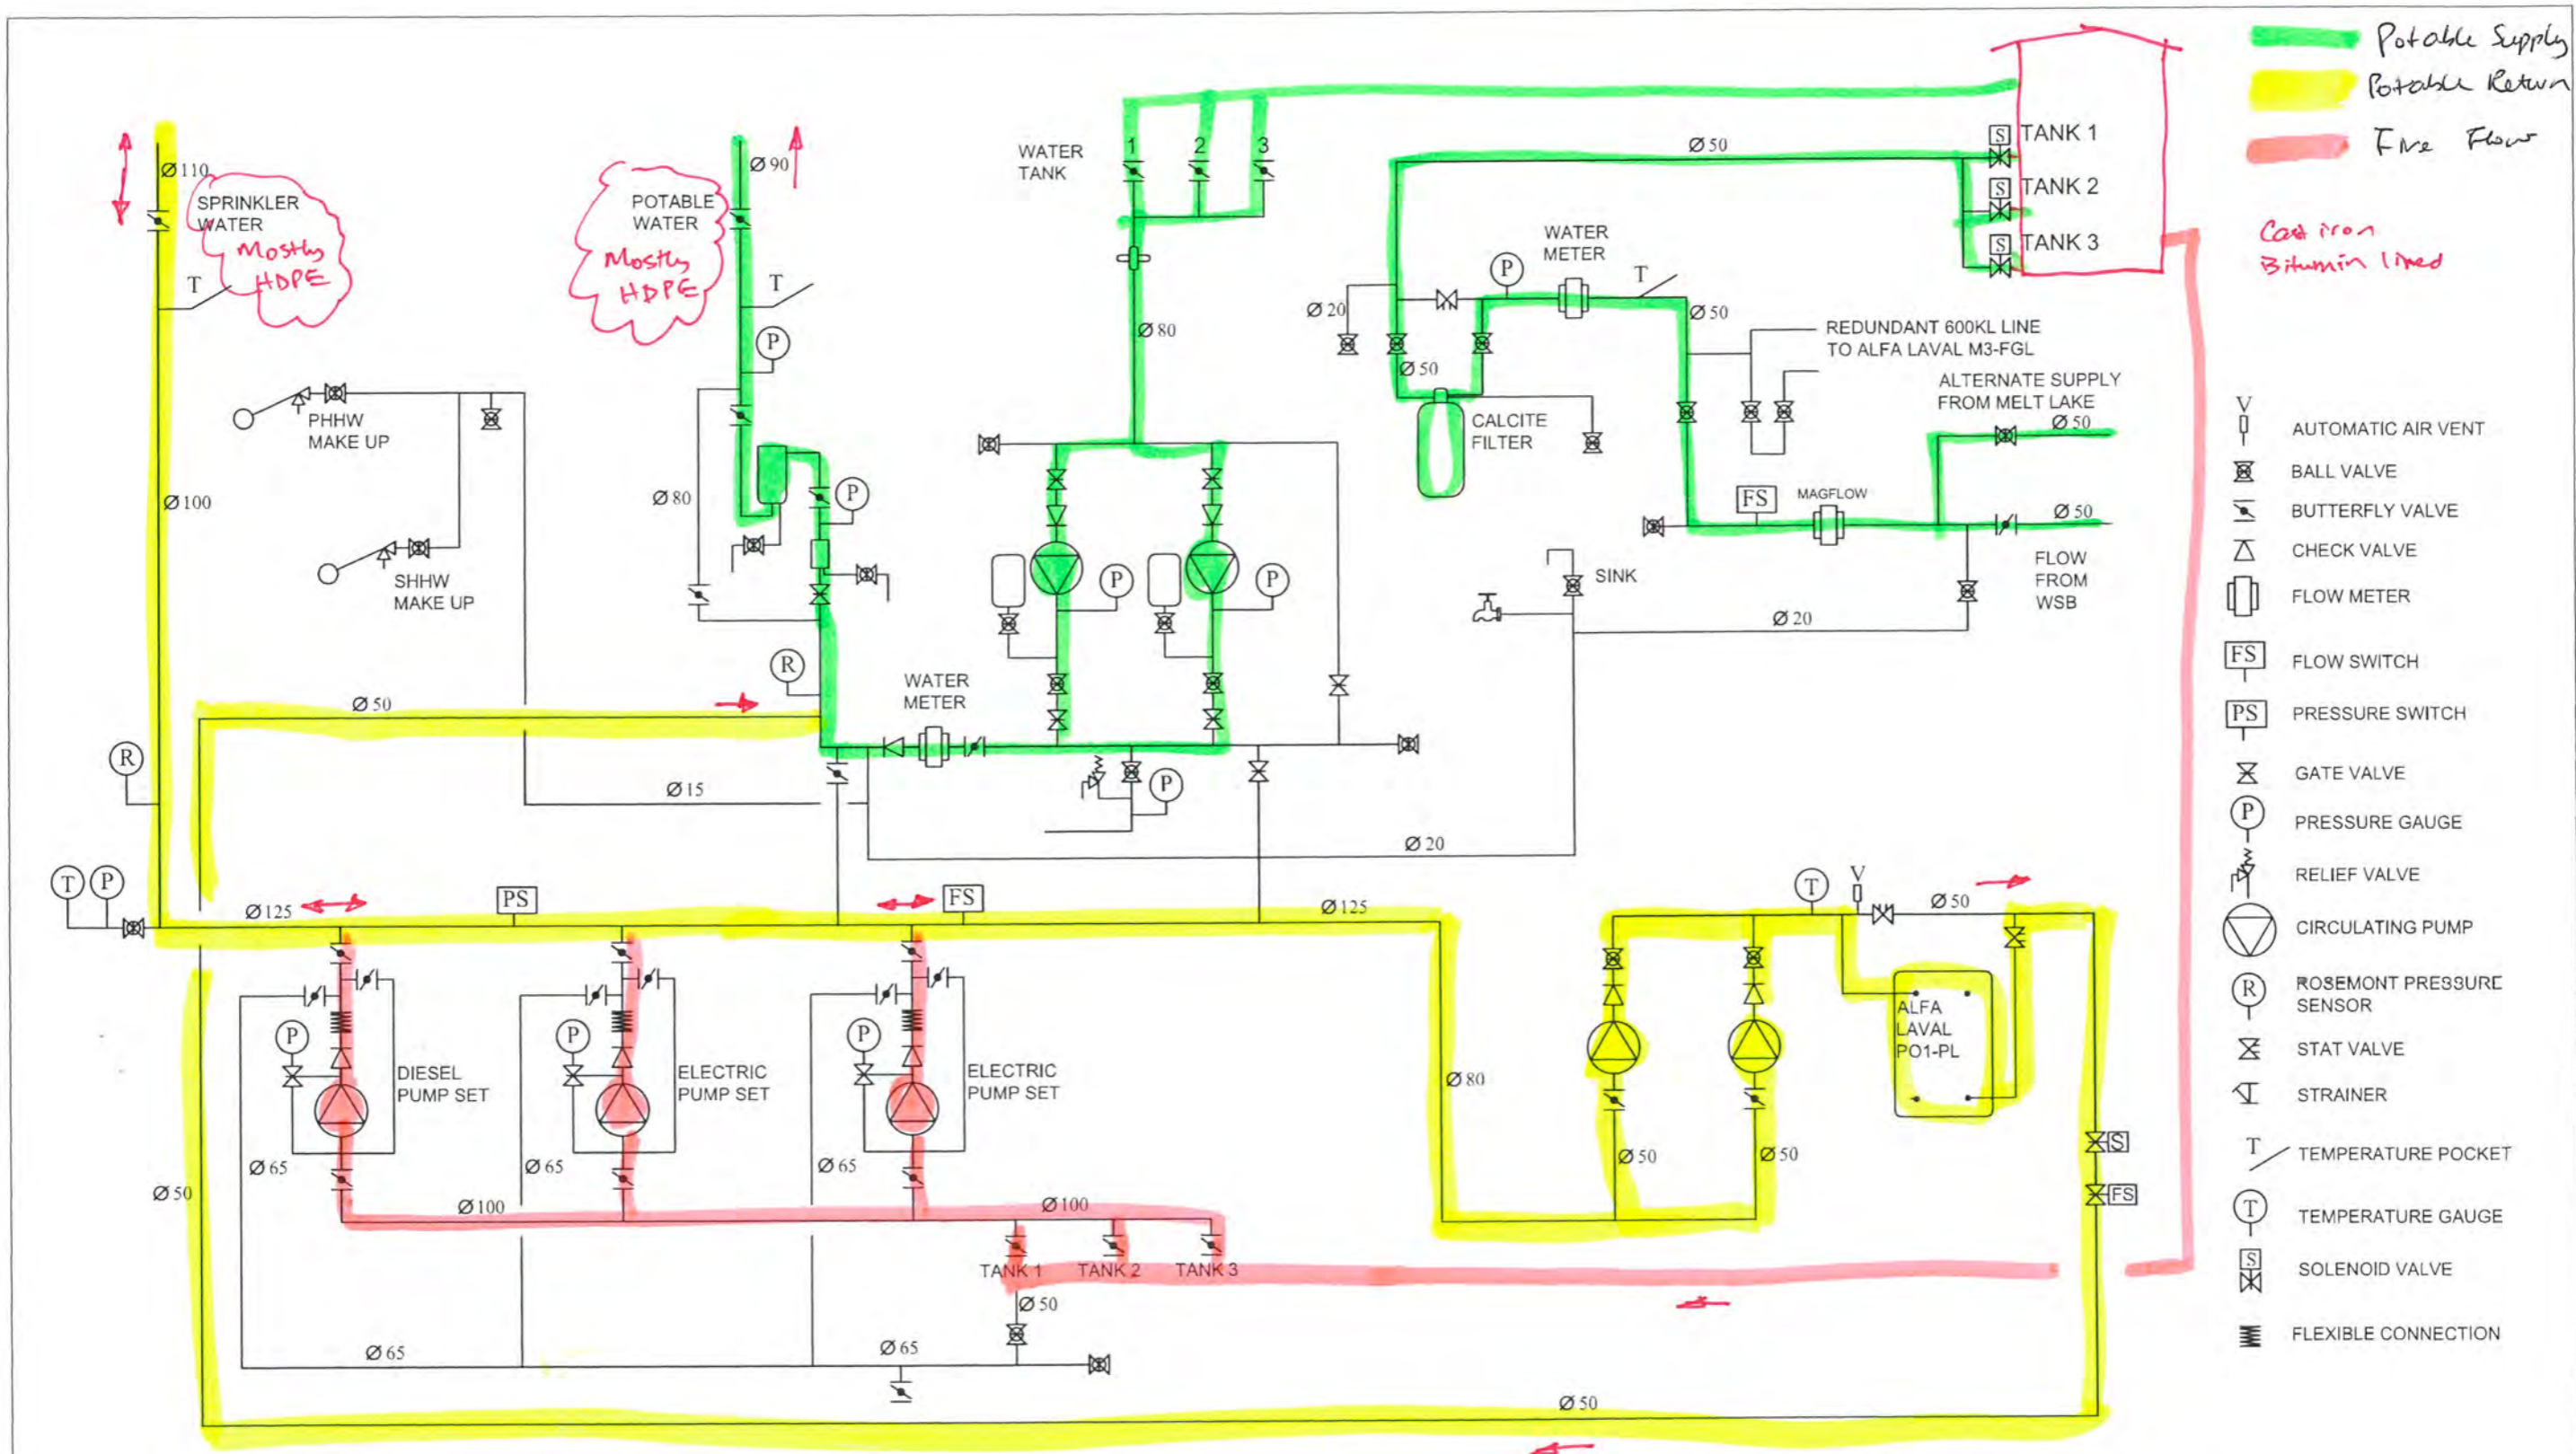 Potable Supply
Potable Return
Fire Flow
Cast iron
Bitumin lined
TANK 1
TANK 2
TANK 3
S
S
S
Ø 110
SPRINKLER
WATER
Mostly
HDPE
T
Ø 90
POTABLE
WATER
Mostly
HDPE
T
P
WATER
TANK
1
2
3
Ø 50
WATER
METER
P
T
Ø 20
Ø 80
Ø 50
Ø 50
REDUNDANT 600KL LINE
TO ALFA LAVAL M3-FGL
ALTERNATE SUPPLY
FROM MELT LAKE
Ø 50
CALCITE
FILTER
FS
MAGFLOW
Ø 50
FLOW
FROM
WSB
PHHW
MAKE UP
Ø 100
Ø 80
P
SHHW
MAKE UP
P
P
SINK
Ø 20
R
WATER
METER
Ø 50
R
Ø 15
P
Ø 20
T
P
Ø 125
PS
FS
Ø 125
T
V
Ø 50
P
DIESEL
PUMP SET
P
ELECTRIC
PUMP SET
P
ELECTRIC
PUMP SET
Ø 80
ALFA
LAVAL
PO1-PL
Ø 65
Ø 65
Ø 65
Ø 50
Ø 50
Ø 50
S
FS
Ø 100
Ø 100
TANK 1
TANK 2
TANK 3
Ø 50
Ø 65
Ø 65
Ø 50
V
AUTOMATIC AIR VENT
BALL VALVE
BUTTERFLY VALVE
CHECK VALVE
FLOW METER
FS
FLOW SWITCH
PS
PRESSURE SWITCH
GATE VALVE
P
PRESSURE GAUGE
RELIEF VALVE
CIRCULATING PUMP
R
ROSEMONT PRESSURE
SENSOR
STAT VALVE
STRAINER
T
TEMPERATURE POCKET
T
TEMPERATURE GAUGE
S
SOLENOID VALVE
FLEXIBLE CONNECTION